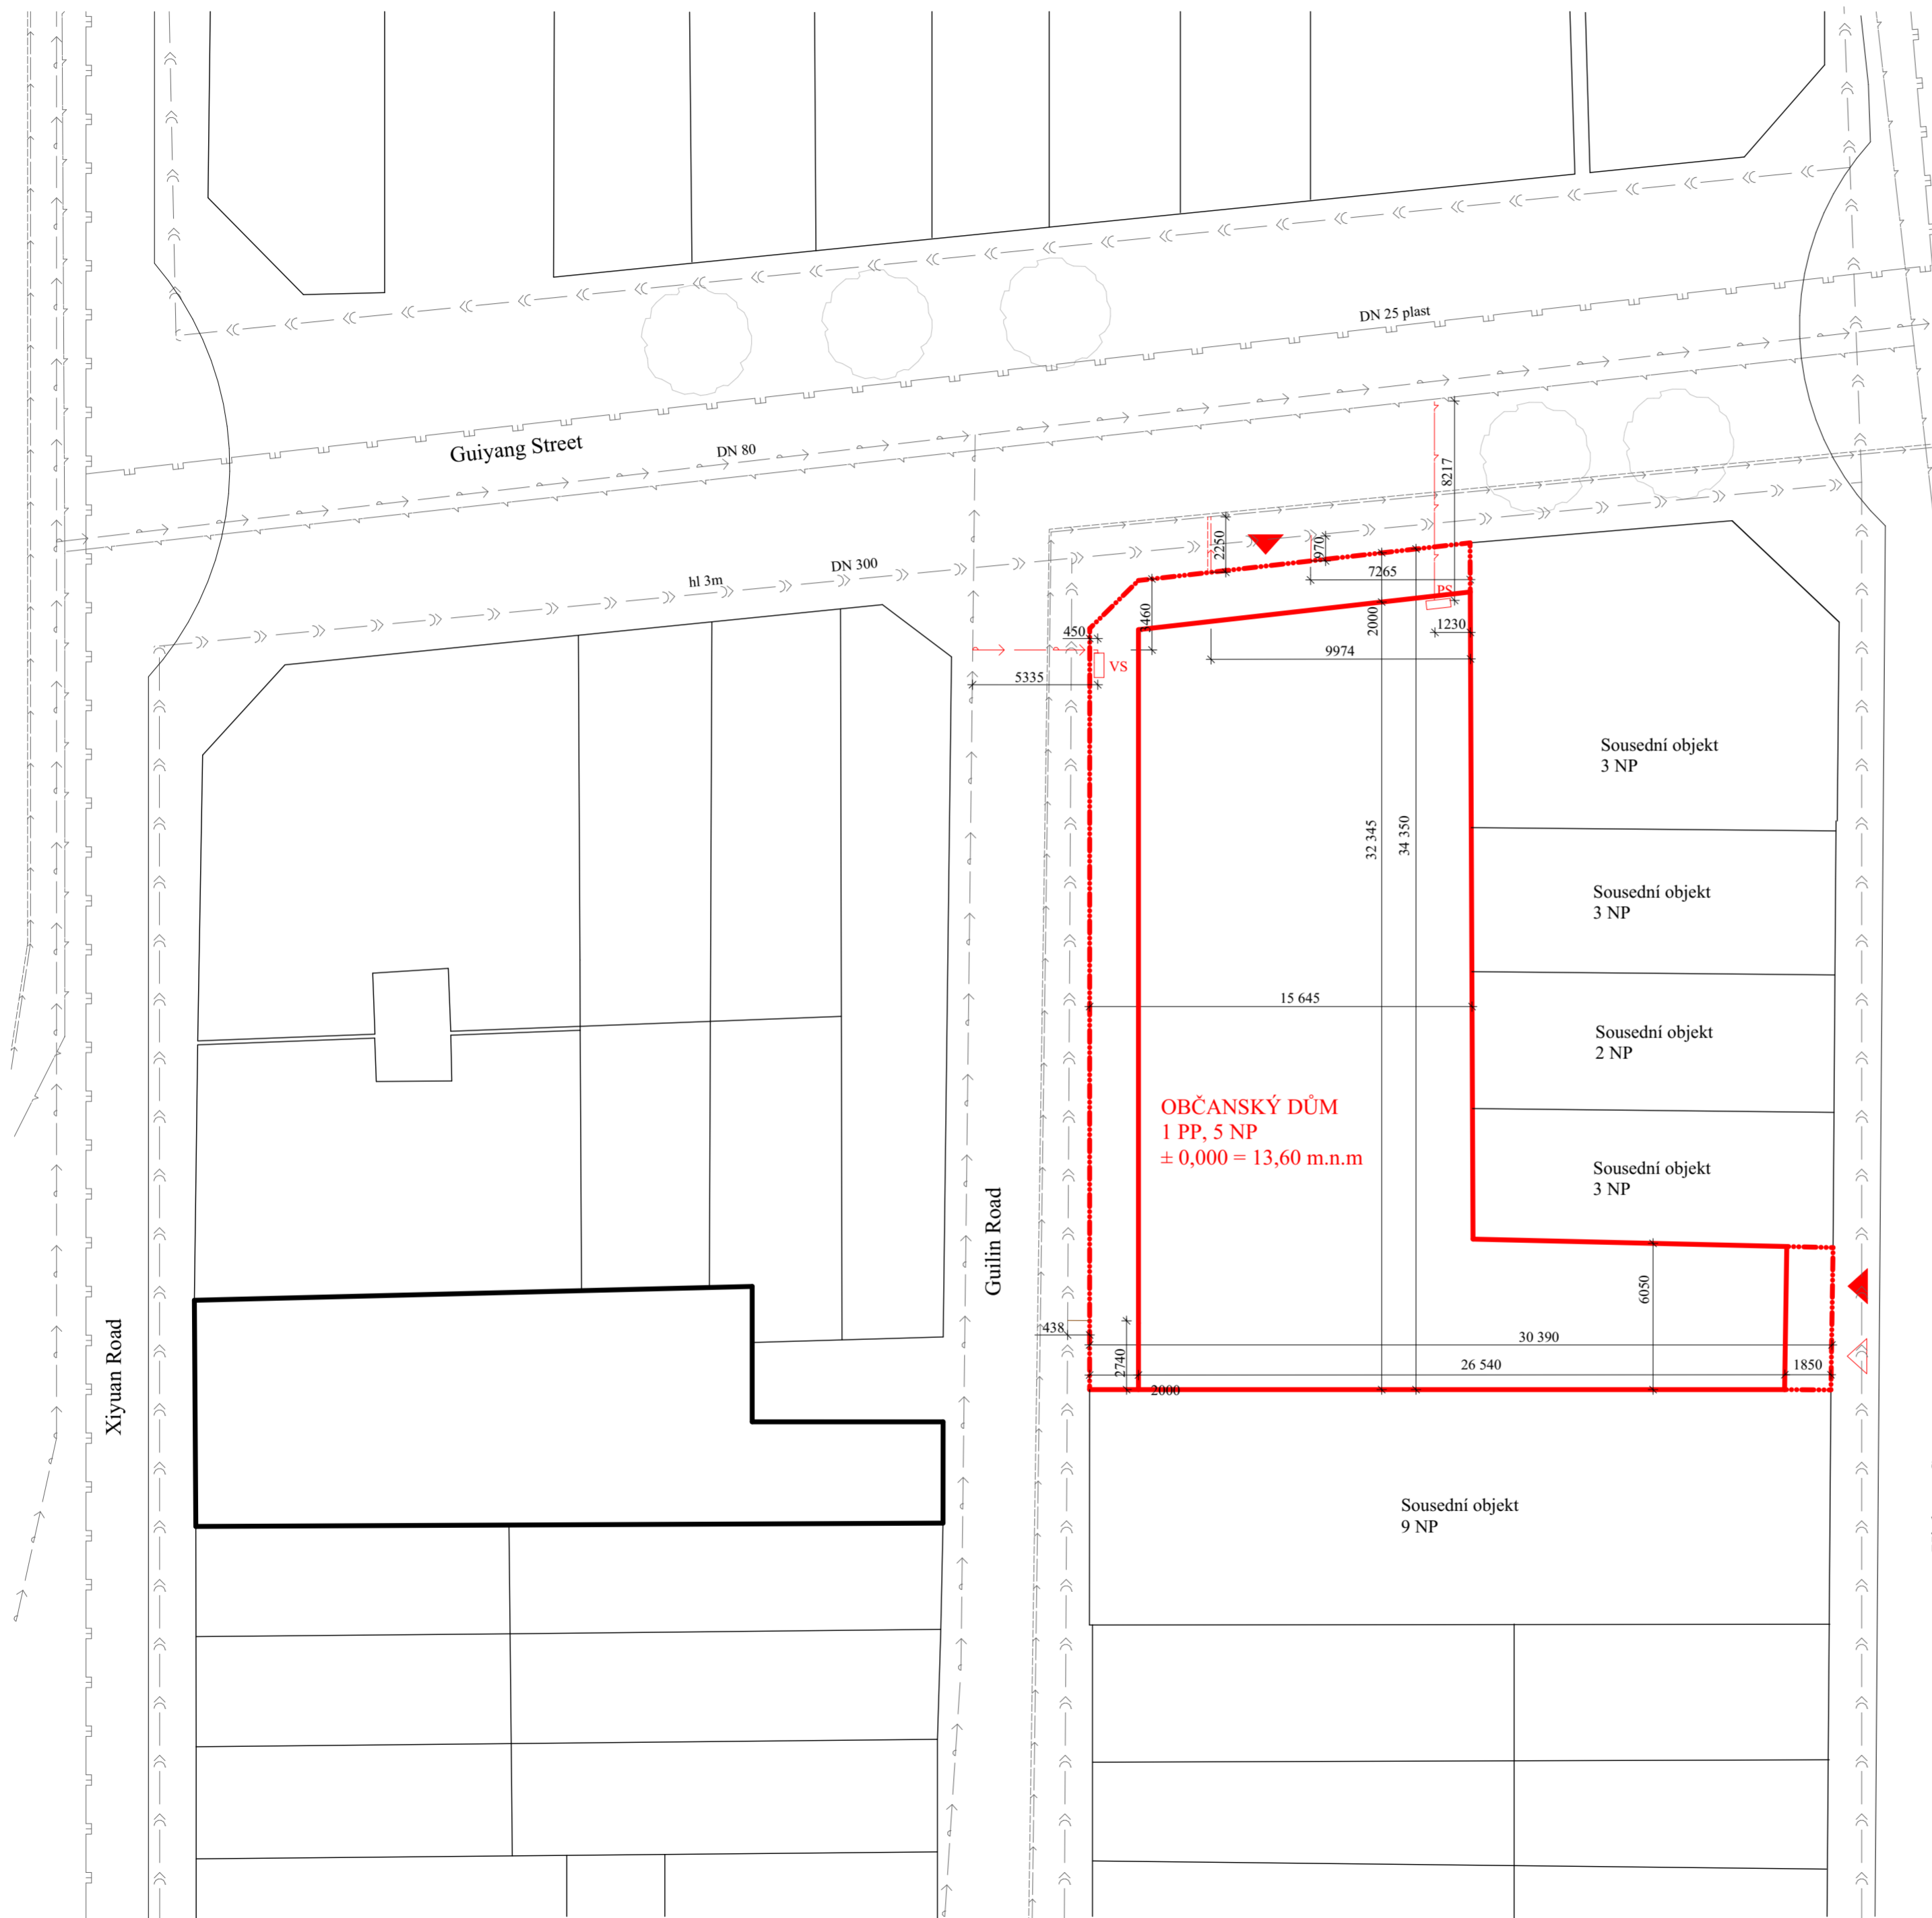 DN 25 plast
Guiyang Street
DN 80
8217
2250
970
DN 300
hl 3m
7265
PS
3460
2000
450
1230
9974
VS
5335
Sousední objekt
3 NP
32 345
34 350
Sousední objekt
3 NP
15 645
Sousední objekt
2 NP
OBČANSKÝ DŮM
1 PP, 5 NP
± 0,000 = 13,60 m.n.m
Sousední objekt
3 NP
Guilin Road
6050
438
30 390
2740
26 540
1850
2000
Xiyuan Road
Sousední objekt
9 NP